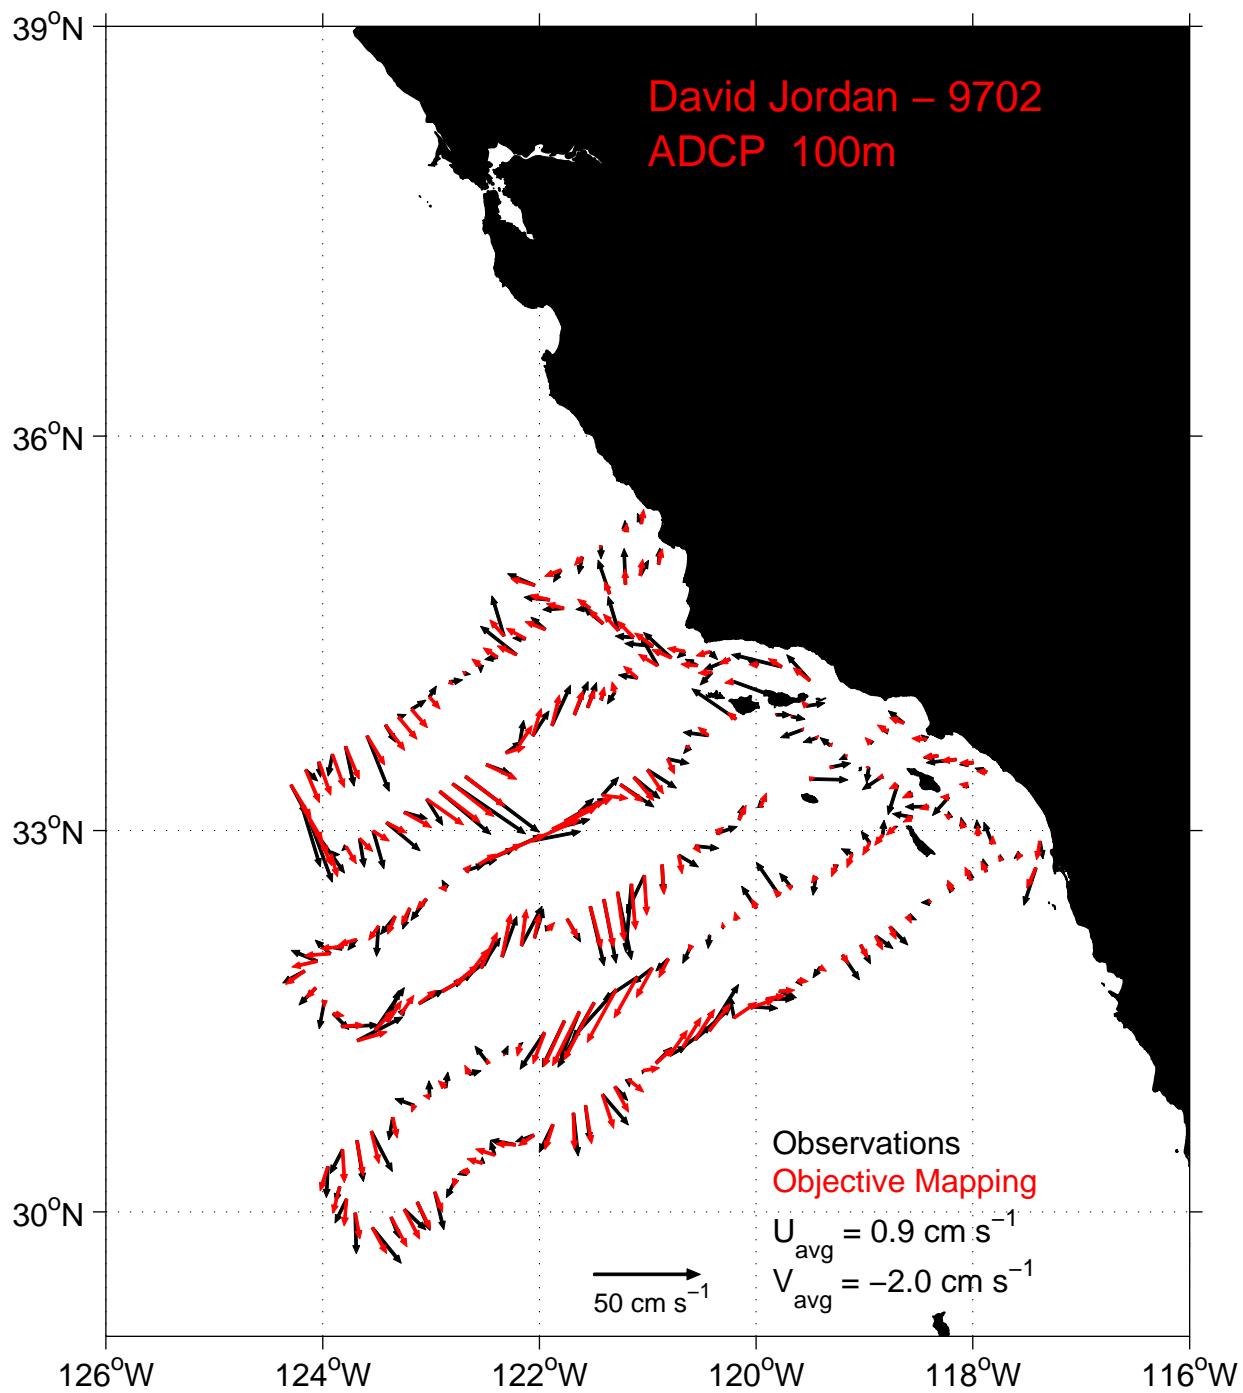 39°N
David Jordan – 9702
ADCP 100m
36°N
33°N
30°N
Observations
Objective Mapping
U_avg = 0.9 cm s⁻¹
V_avg = –2.0 cm s⁻¹
50 cm s⁻¹
126°W 124°W 122°W 120°W 118°W 116°W